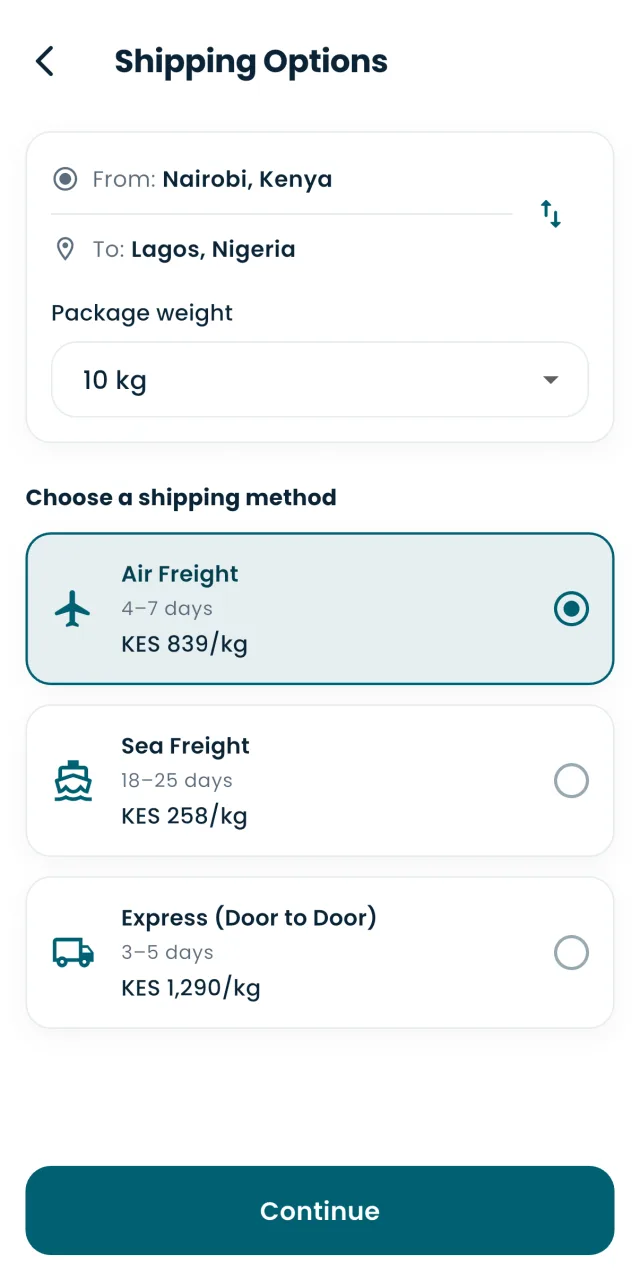 Shipping Options
From: Nairobi, Kenya
To: Lagos, Nigeria
Package weight
10 kg
Choose a shipping method
Air Freight
4–7 days
KES 839/kg
Sea Freight
18–25 days
KES 258/kg
Express (Door to Door)
3–5 days
KES 1,290/kg
Continue